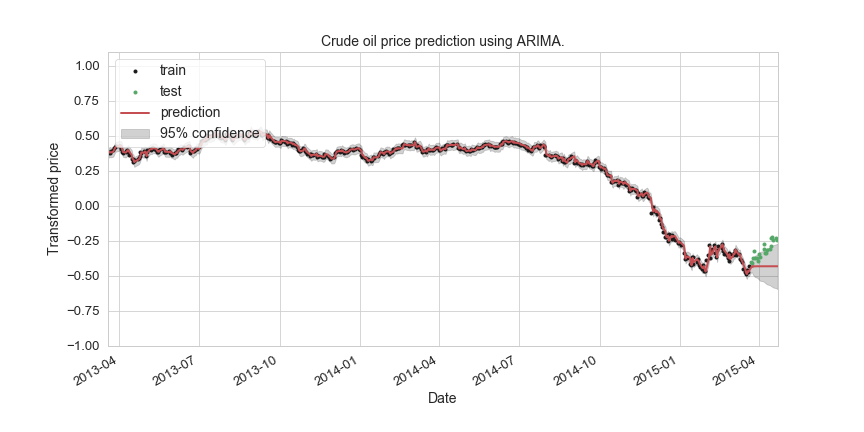 Crude oil price prediction using ARIMA.
1.00
0.75
0.50
0.25
0.00
−0.25
−0.50
−0.75
−1.00
Transformed price
train
test
prediction
95% confidence
2013-04
2013-07
2013-10
2014-01
2014-04
2014-07
2014-10
2015-01
2015-04
Date